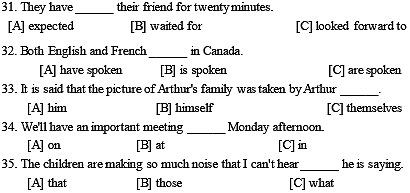 31. They have ______ their friend for twenty minutes.
[A] expected [B] waited for [C] looked forward to
32. Both English and French ______ in Canada.
[A] have spoken [B] is spoken [C] are spoken
33. It is said that the picture of Arthur's family was taken by Arthur ______.
[A] him [B] himself [C] themselves
34. We'll have an important meeting ______ Monday afternoon.
[A] on [B] at [C] in
35. The children are making so much noise that I can't hear ______ he is saying.
[A] that [B] those [C] what